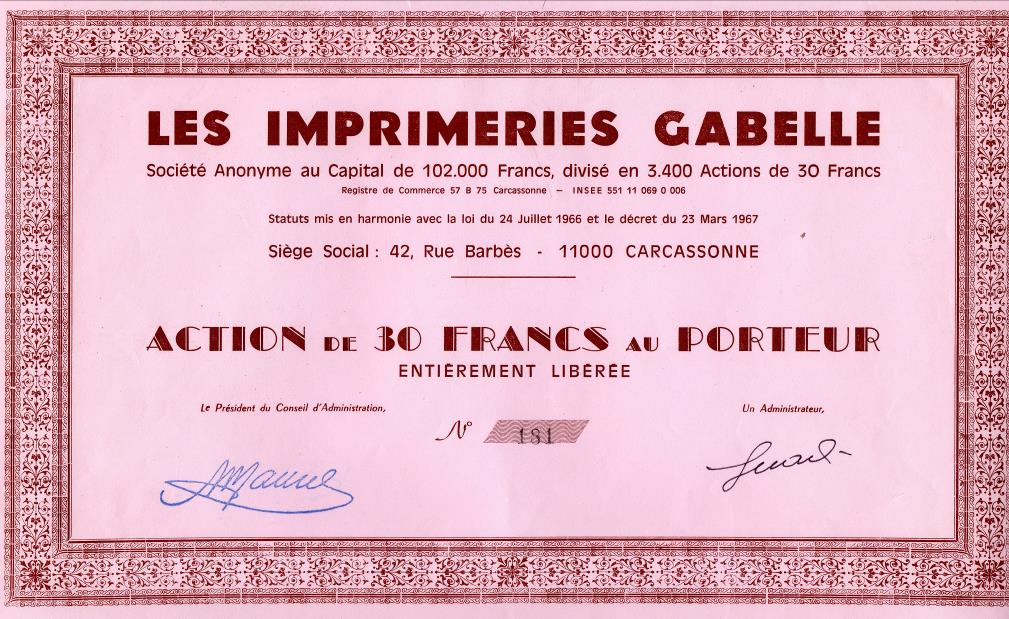 LES IMPRIMERIES GABELLE
Société Anonyme au Capital de 102.000 Francs, divisé en 3.400 Actions de 30 Francs
Registre de Commerce 57 B 75 Carcassonne – INSEE 551 11 069 0 006
Statuts mis en harmonie avec la loi du 24 Juillet 1966 et le décret du 23 Mars 1967
Siège Social : 42, Rue Barbès - 11000 CARCASSONNE
ACTION DE 30 FRANCS AU PORTEUR
ENTIÈREMENT LIBÉRÉE
Le Président du Conseil d'Administration,
Un Administrateur,
N° 181